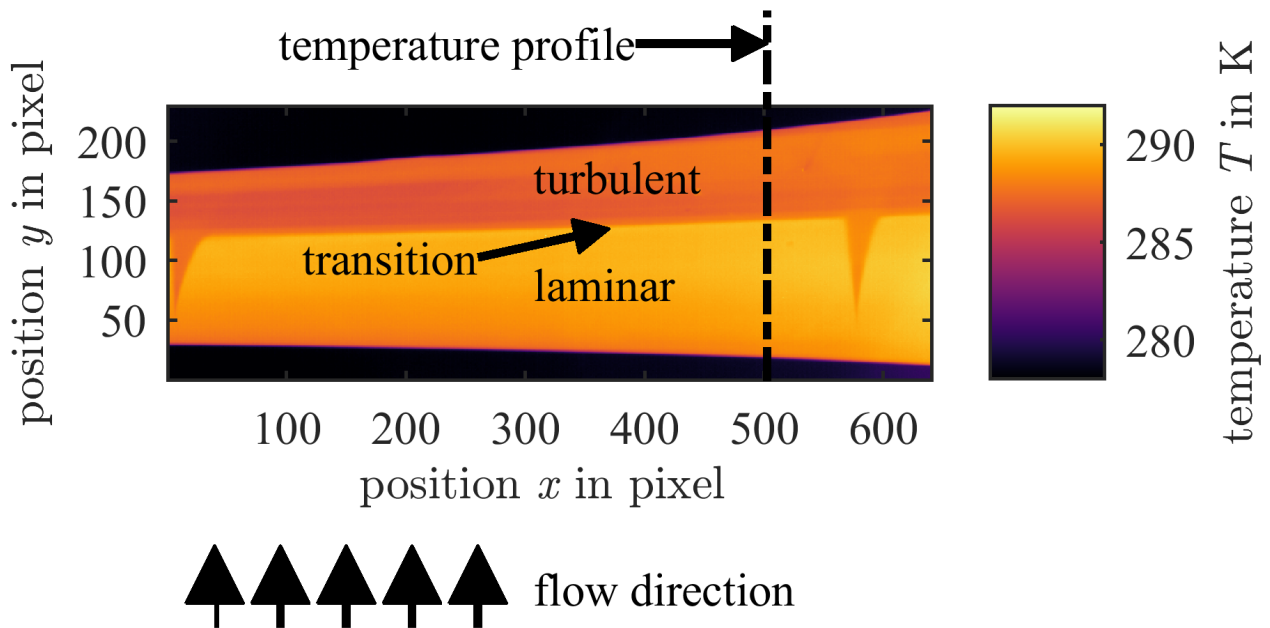 temperature profile
position y in pixel
200
150
100
50
turbulent
transition
laminar
100 200 300 400 500 600
position x in pixel
290
285
280
temperature T in K
flow direction